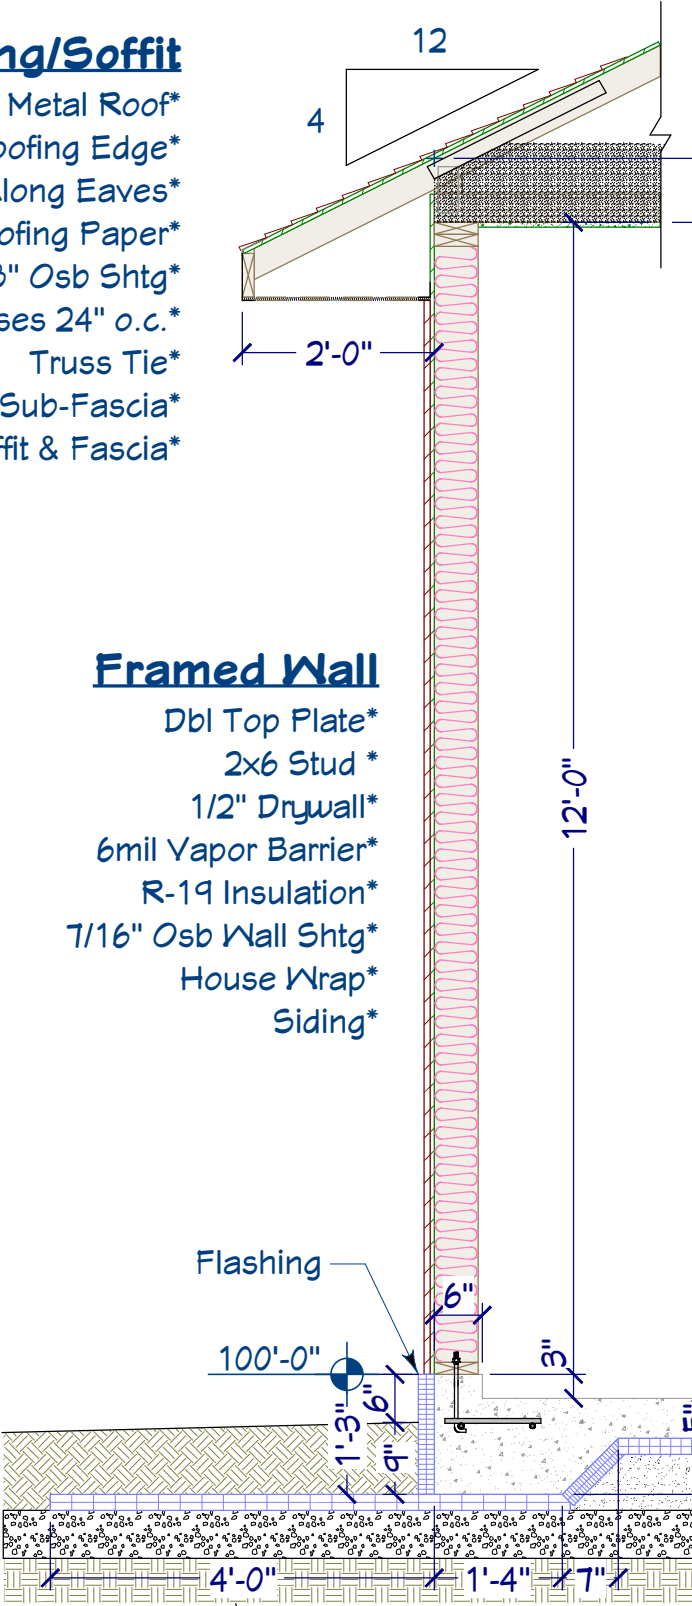 ng/Soffit
Metal Roof*
oofing Edge*
long Eaves*
ofing Paper*
" Osb Shtg*
ses 24" o.c.*
Truss Tie*
Sub-Fascia*
ffit & Fascia*
12
4
2'-0"
Framed Wall
Dbl Top Plate*
2x6 Stud *
1/2" Drywall*
6mil Vapor Barrier*
R-19 Insulation*
7/16" Osb Wall Shtg*
House Wrap*
Siding*
12'-0"
Flashing
6"
100'-0"
3"
6"
1'-3"
9"
4'-0"
1'-4"
7"